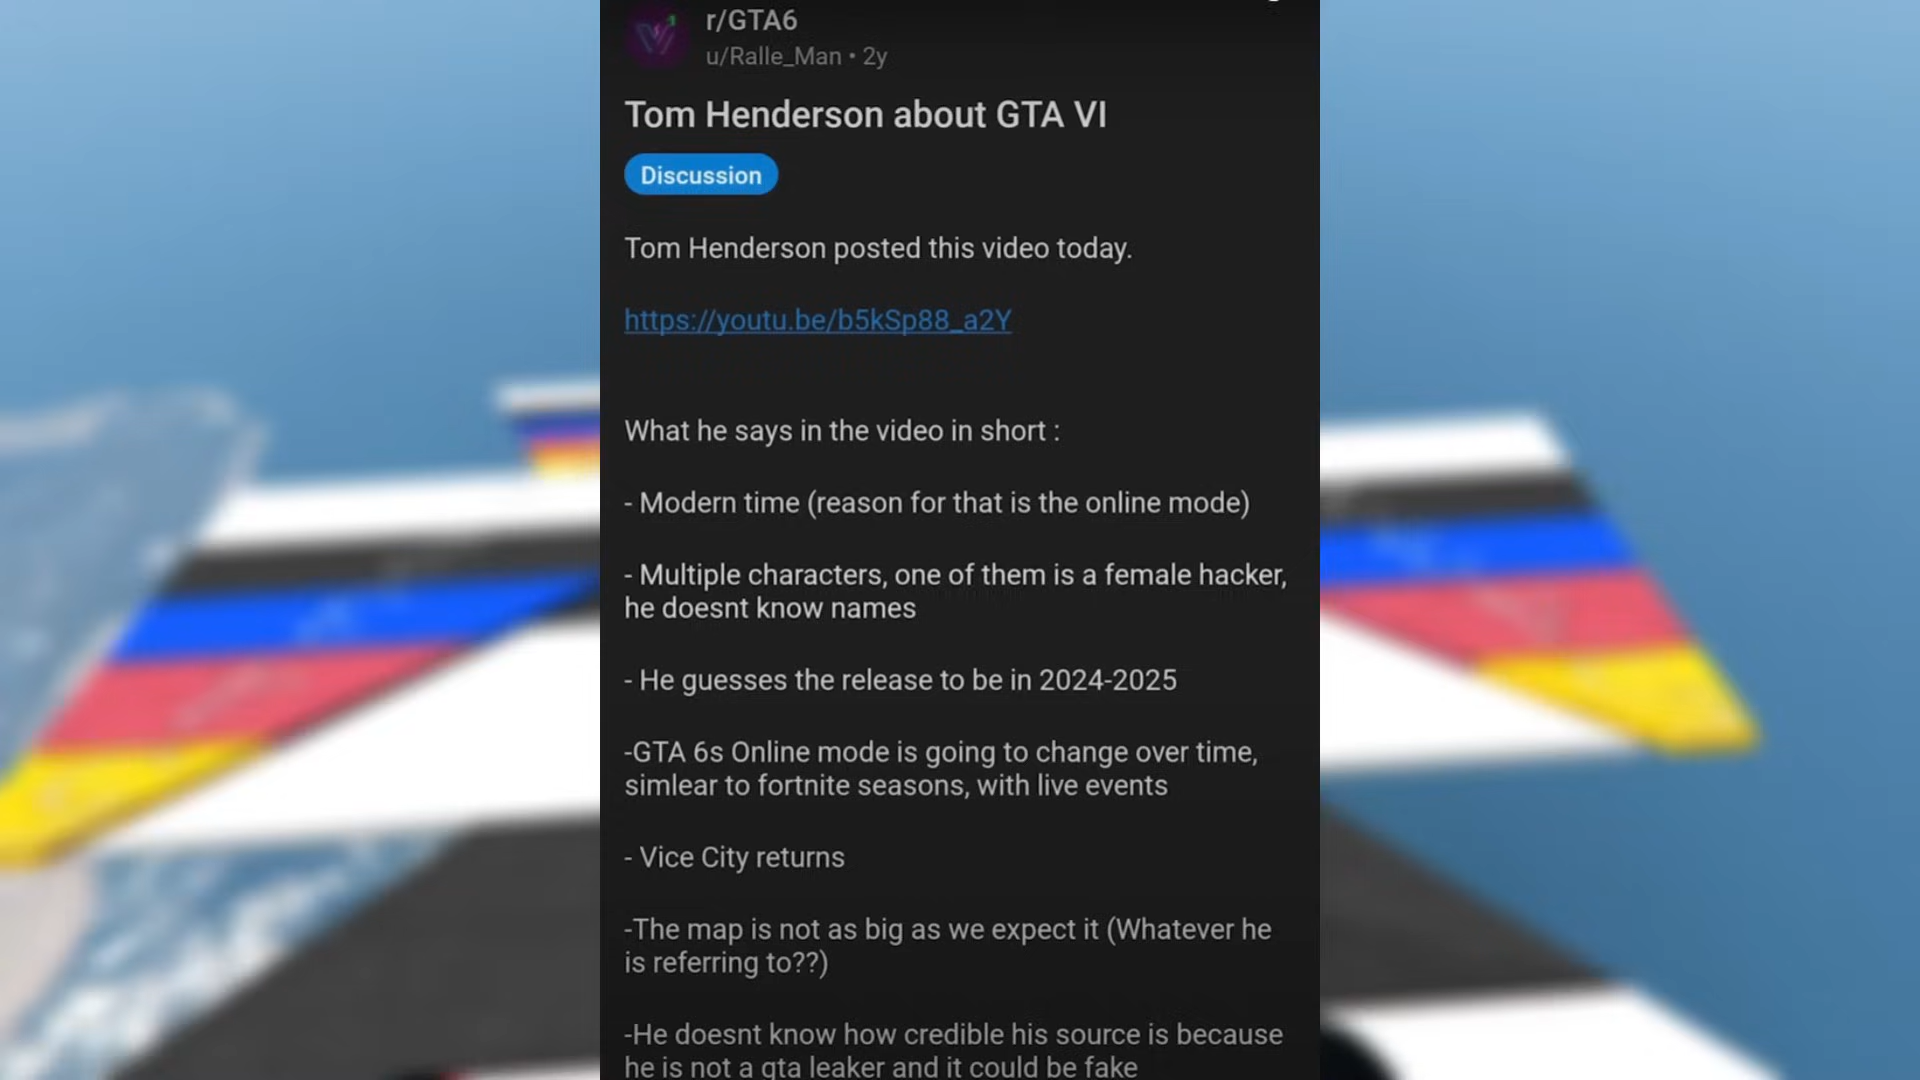 r/GTA6
u/Ralle_Man • 2y
Tom Henderson about GTA VI
Discussion
Tom Henderson posted this video today.
https://youtu.be/b5kSp88_a2Y
What he says in the video in short :
- Modern time (reason for that is the online mode)
- Multiple characters, one of them is a female hacker,
he doesnt know names
- He guesses the release to be in 2024-2025
-GTA 6s Online mode is going to change over time,
simlear to fortnite seasons, with live events
- Vice City returns
-The map is not as big as we expect it (Whatever he
is referring to??)
-He doesnt know how credible his source is because
he is not a gta leaker and it could be fake